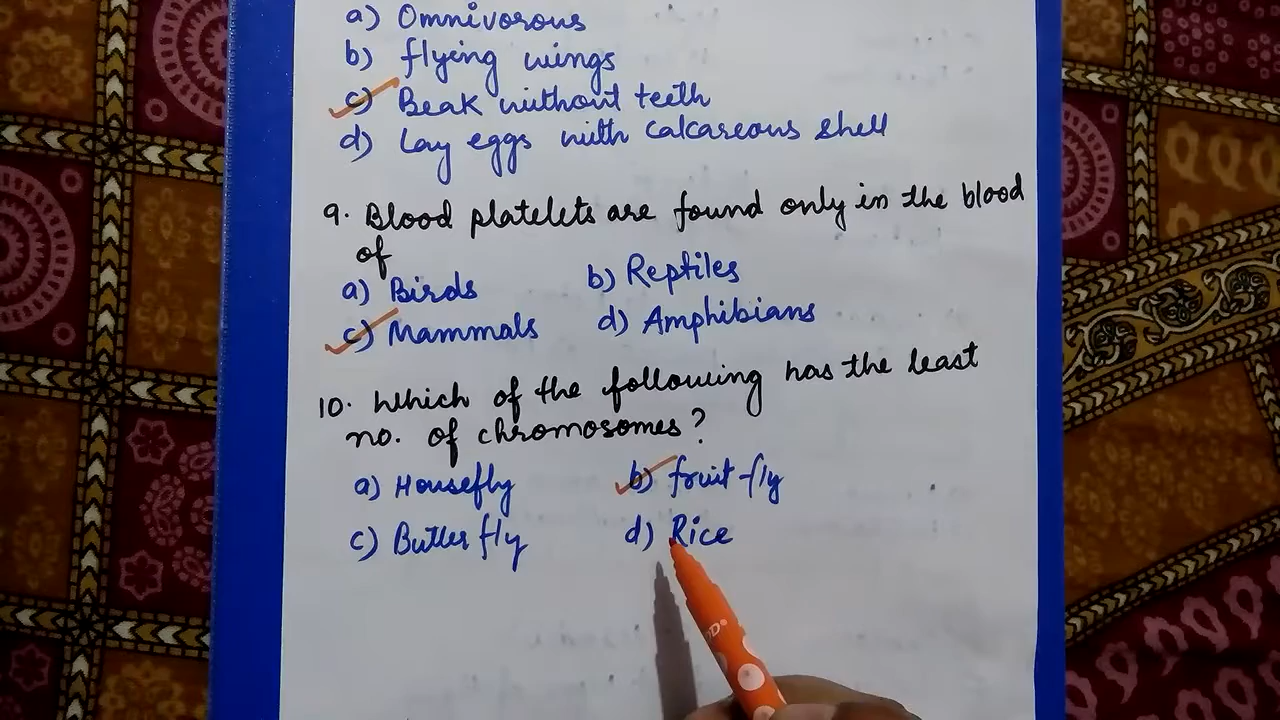 a) Omnivorous
b) flying wings
c) Beak without teeth
d) Lay eggs with calcareous shell
9. Blood platelets are found only in the blood
of
a) Birds b) Reptiles
c) Mammals d) Amphibians
10. Which of the following has the least
no. of chromosomes?
a) Housefly b) fruit-fly
c) Butterfly d) Rice